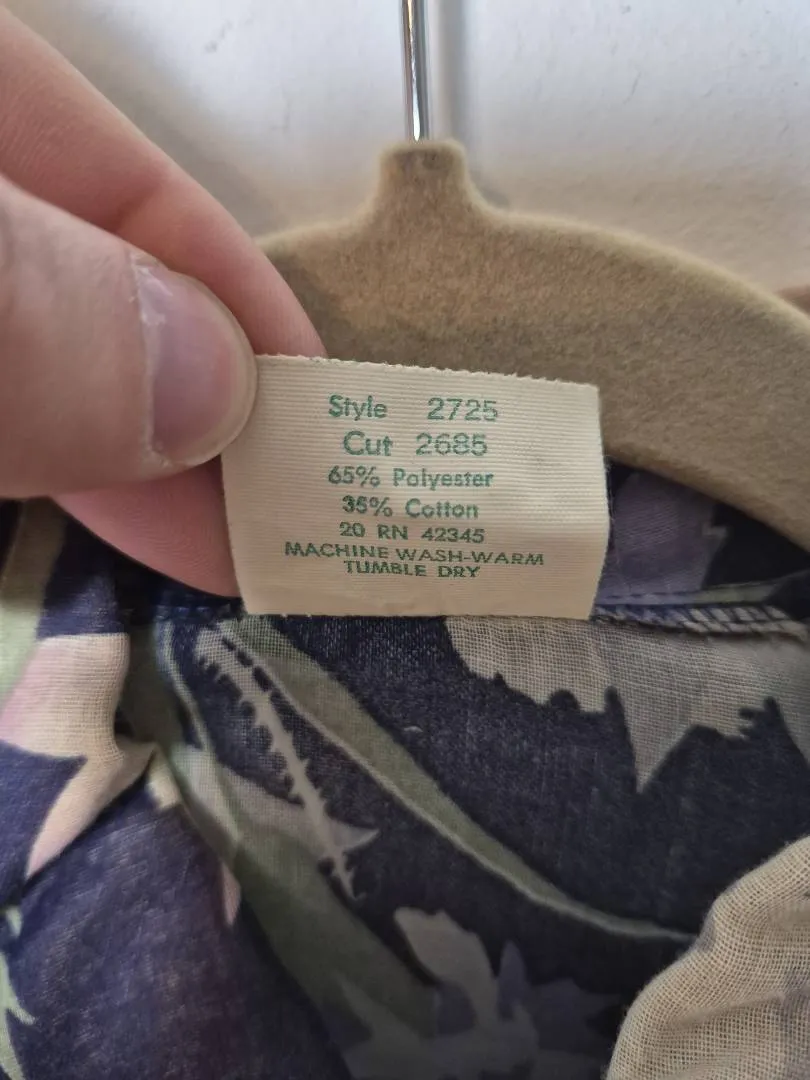 Style 2725
Cut 2685
65% Polyester
35% Cotton
20 RN 42345
MACHINE WASH-WARM
TUMBLE DRY